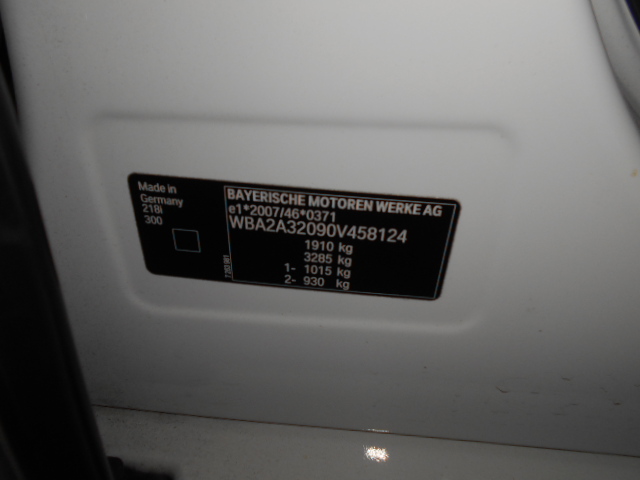 Made in
Germany
218i
300
BAYERISCHE MOTOREN WERKE AG
e1*2007/46*0371
WBA2A32090V458124
1910 kg
3285 kg
1- 1015 kg
2- 930 kg